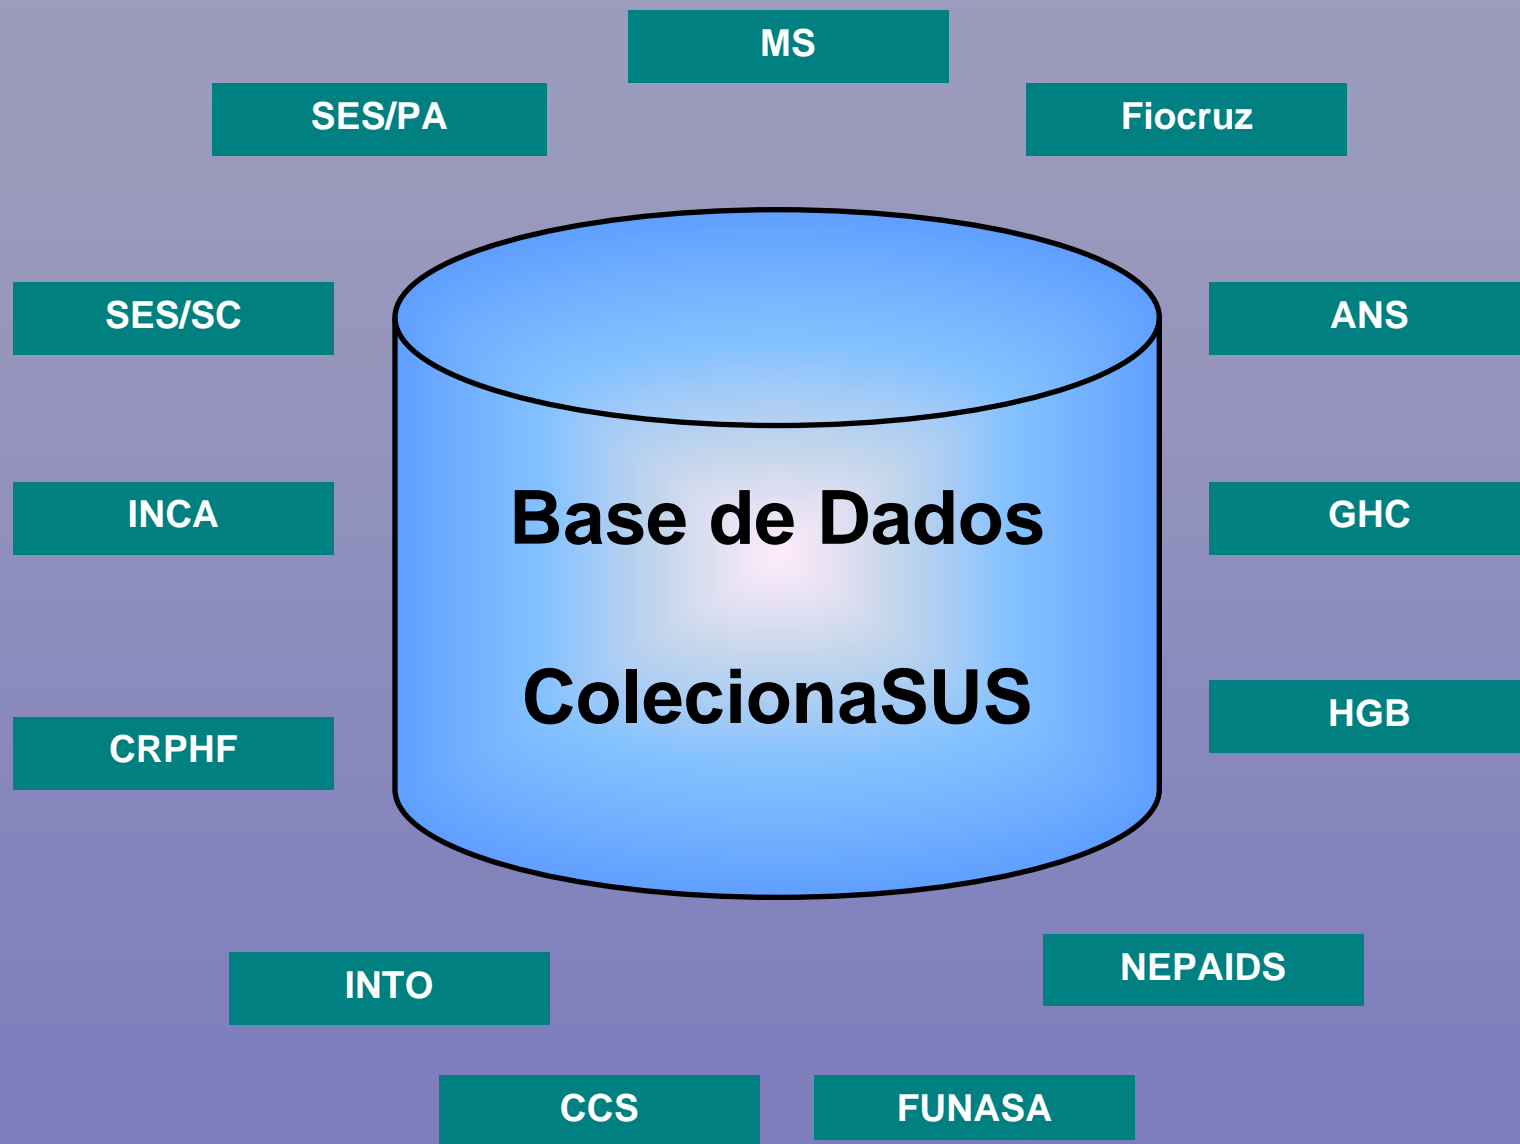 MS
SES/PA
Fiocruz
SES/SC
ANS
INCA
GHC
Base de Dados
ColecionaSUS
HGB
CRPHF
NEPAIDS
INTO
CCS
FUNASA